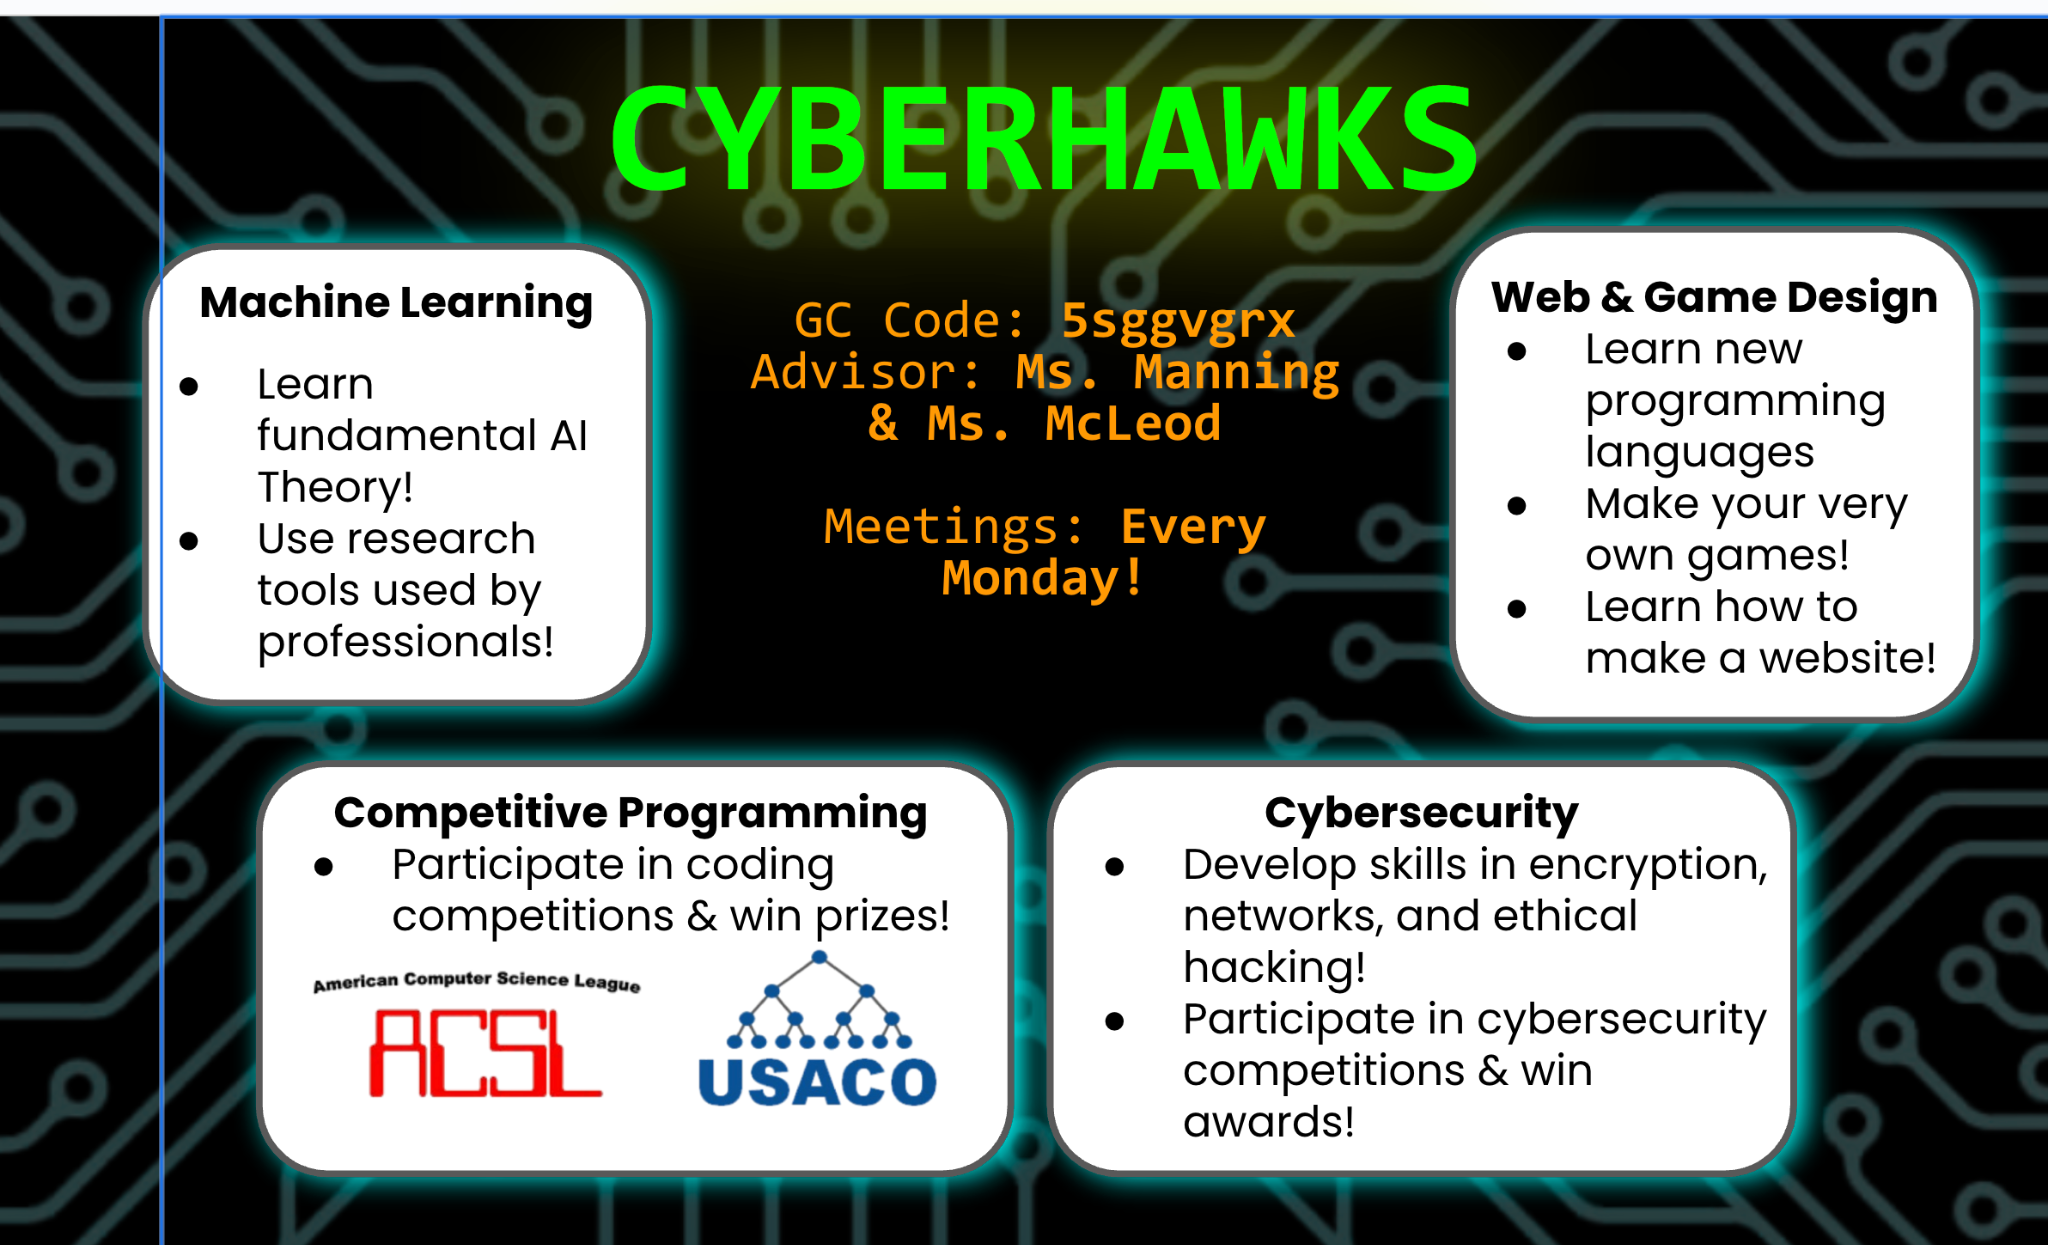 CYBERHAWKS
Machine Learning
● Learn
fundamental AI
Theory!
● Use research
tools used by
professionals!
GC Code: 5sggvgrx
Advisor: Ms. Manning
& Ms. McLeod
Meetings: Every
Monday!
Web & Game Design
● Learn new
programming
languages
● Make your very
own games!
● Learn how to
make a website!
Competitive Programming
● Participate in coding
competitions & win prizes!
American Computer Science League
ACSL
USACO
Cybersecurity
● Develop skills in encryption,
networks, and ethical
hacking!
● Participate in cybersecurity
competitions & win
awards!